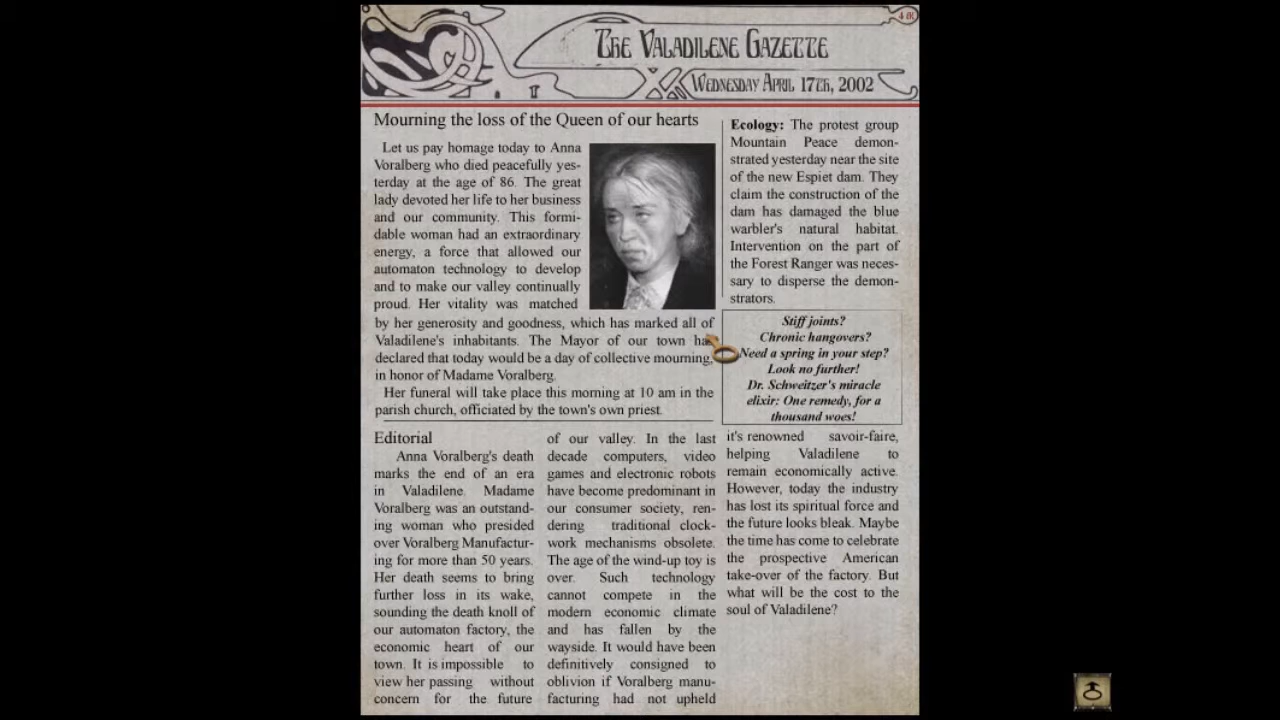 The Valadilene Gazette
Wednesday April 17th, 2002
Mourning the loss of the Queen of our hearts
Let us pay homage today to Anna
Voralberg who died peacefully yes-
terday at the age of 86. The great
lady devoted her life to her business
and our community. This formi-
dable woman had an extraordinary
energy, a force that allowed our
automaton technology to develop
and to make our valley continually
proud. Her vitality was matched
by her generosity and goodness, which has marked all of
Valadilene's inhabitants. The Mayor of our town has
declared that today would be a day of collective mourning,
in honor of Madame Voralberg.
Her funeral will take place this morning at 10 am in the
parish church, officiated by the town's own priest.
Ecology: The protest group
Mountain Peace demon-
strated yesterday near the site
of the new Espiet dam. They
claim the construction of the
dam has damaged the blue
warbler's natural habitat.
Intervention on the part of
the Forest Ranger was neces-
sary to disperse the demon-
strators.
Stiff joints?
Chronic hangovers?
Need a spring in your step?
Look no further!
Dr. Schweitzer's miracle
elixir: One remedy, for a
thousand woes!
Editorial
Anna Voralberg's death
marks the end of an era
in Valadilene. Madame
Voralberg was an outstand-
ing woman who presided
over Voralberg Manufactur-
ing for more than 50 years.
Her death seems to bring
further loss in its wake,
sounding the death knoll of
our automaton factory, the
economic heart of our
town. It is impossible to
view her passing without
concern for the future
of our valley. In the last
decade computers, video
games and electronic robots
have become predominant in
our consumer society, ren-
dering traditional clock-
work mechanisms obsolete.
The age of the wind-up toy is
over. Such technology
cannot compete in the
modern economic climate
and has fallen by the
wayside. It would have been
definitively consigned to
oblivion if Voralberg manu-
facturing had not upheld
it's renowned savoir-faire,
helping Valadilene to
remain economically active.
However, today the industry
has lost its spiritual force and
the future looks bleak. Maybe
the time has come to celebrate
the prospective American
take-over of the factory. But
what will be the cost to the
soul of Valadilene?